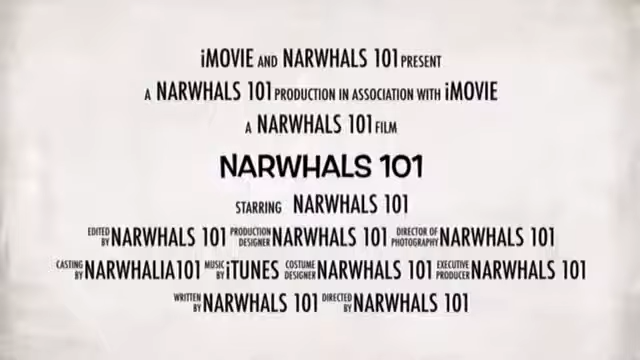 iMOVIE AND NARWHALS 101 PRESENT
A NARWHALS 101 PRODUCTION IN ASSOCIATION WITH iMOVIE
A NARWHALS 101 FILM
NARWHALS 101
STARRING NARWHALS 101
EDITED BY NARWHALS 101 PRODUCTION DESIGNER NARWHALS 101 DIRECTOR OF PHOTOGRAPHY NARWHALS 101
CASTING BY NARWHALIA101 MUSIC BY iTUNES COSTUME DESIGNER NARWHALS 101 EXECUTIVE PRODUCER NARWHALS 101
WRITTEN BY NARWHALS 101 DIRECTED BY NARWHALS 101